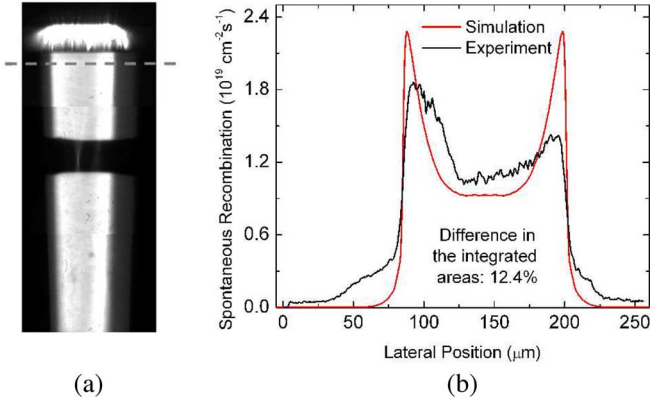 2.4
1.8
1.2
0.6
0.0
Spontaneous Recombination (10¹⁹ cm⁻²s⁻¹)
Simulation
Experiment
Difference in
the integrated
areas: 12.4%
0 50 100 150 200 250
Lateral Position (μm)
(a) (b)